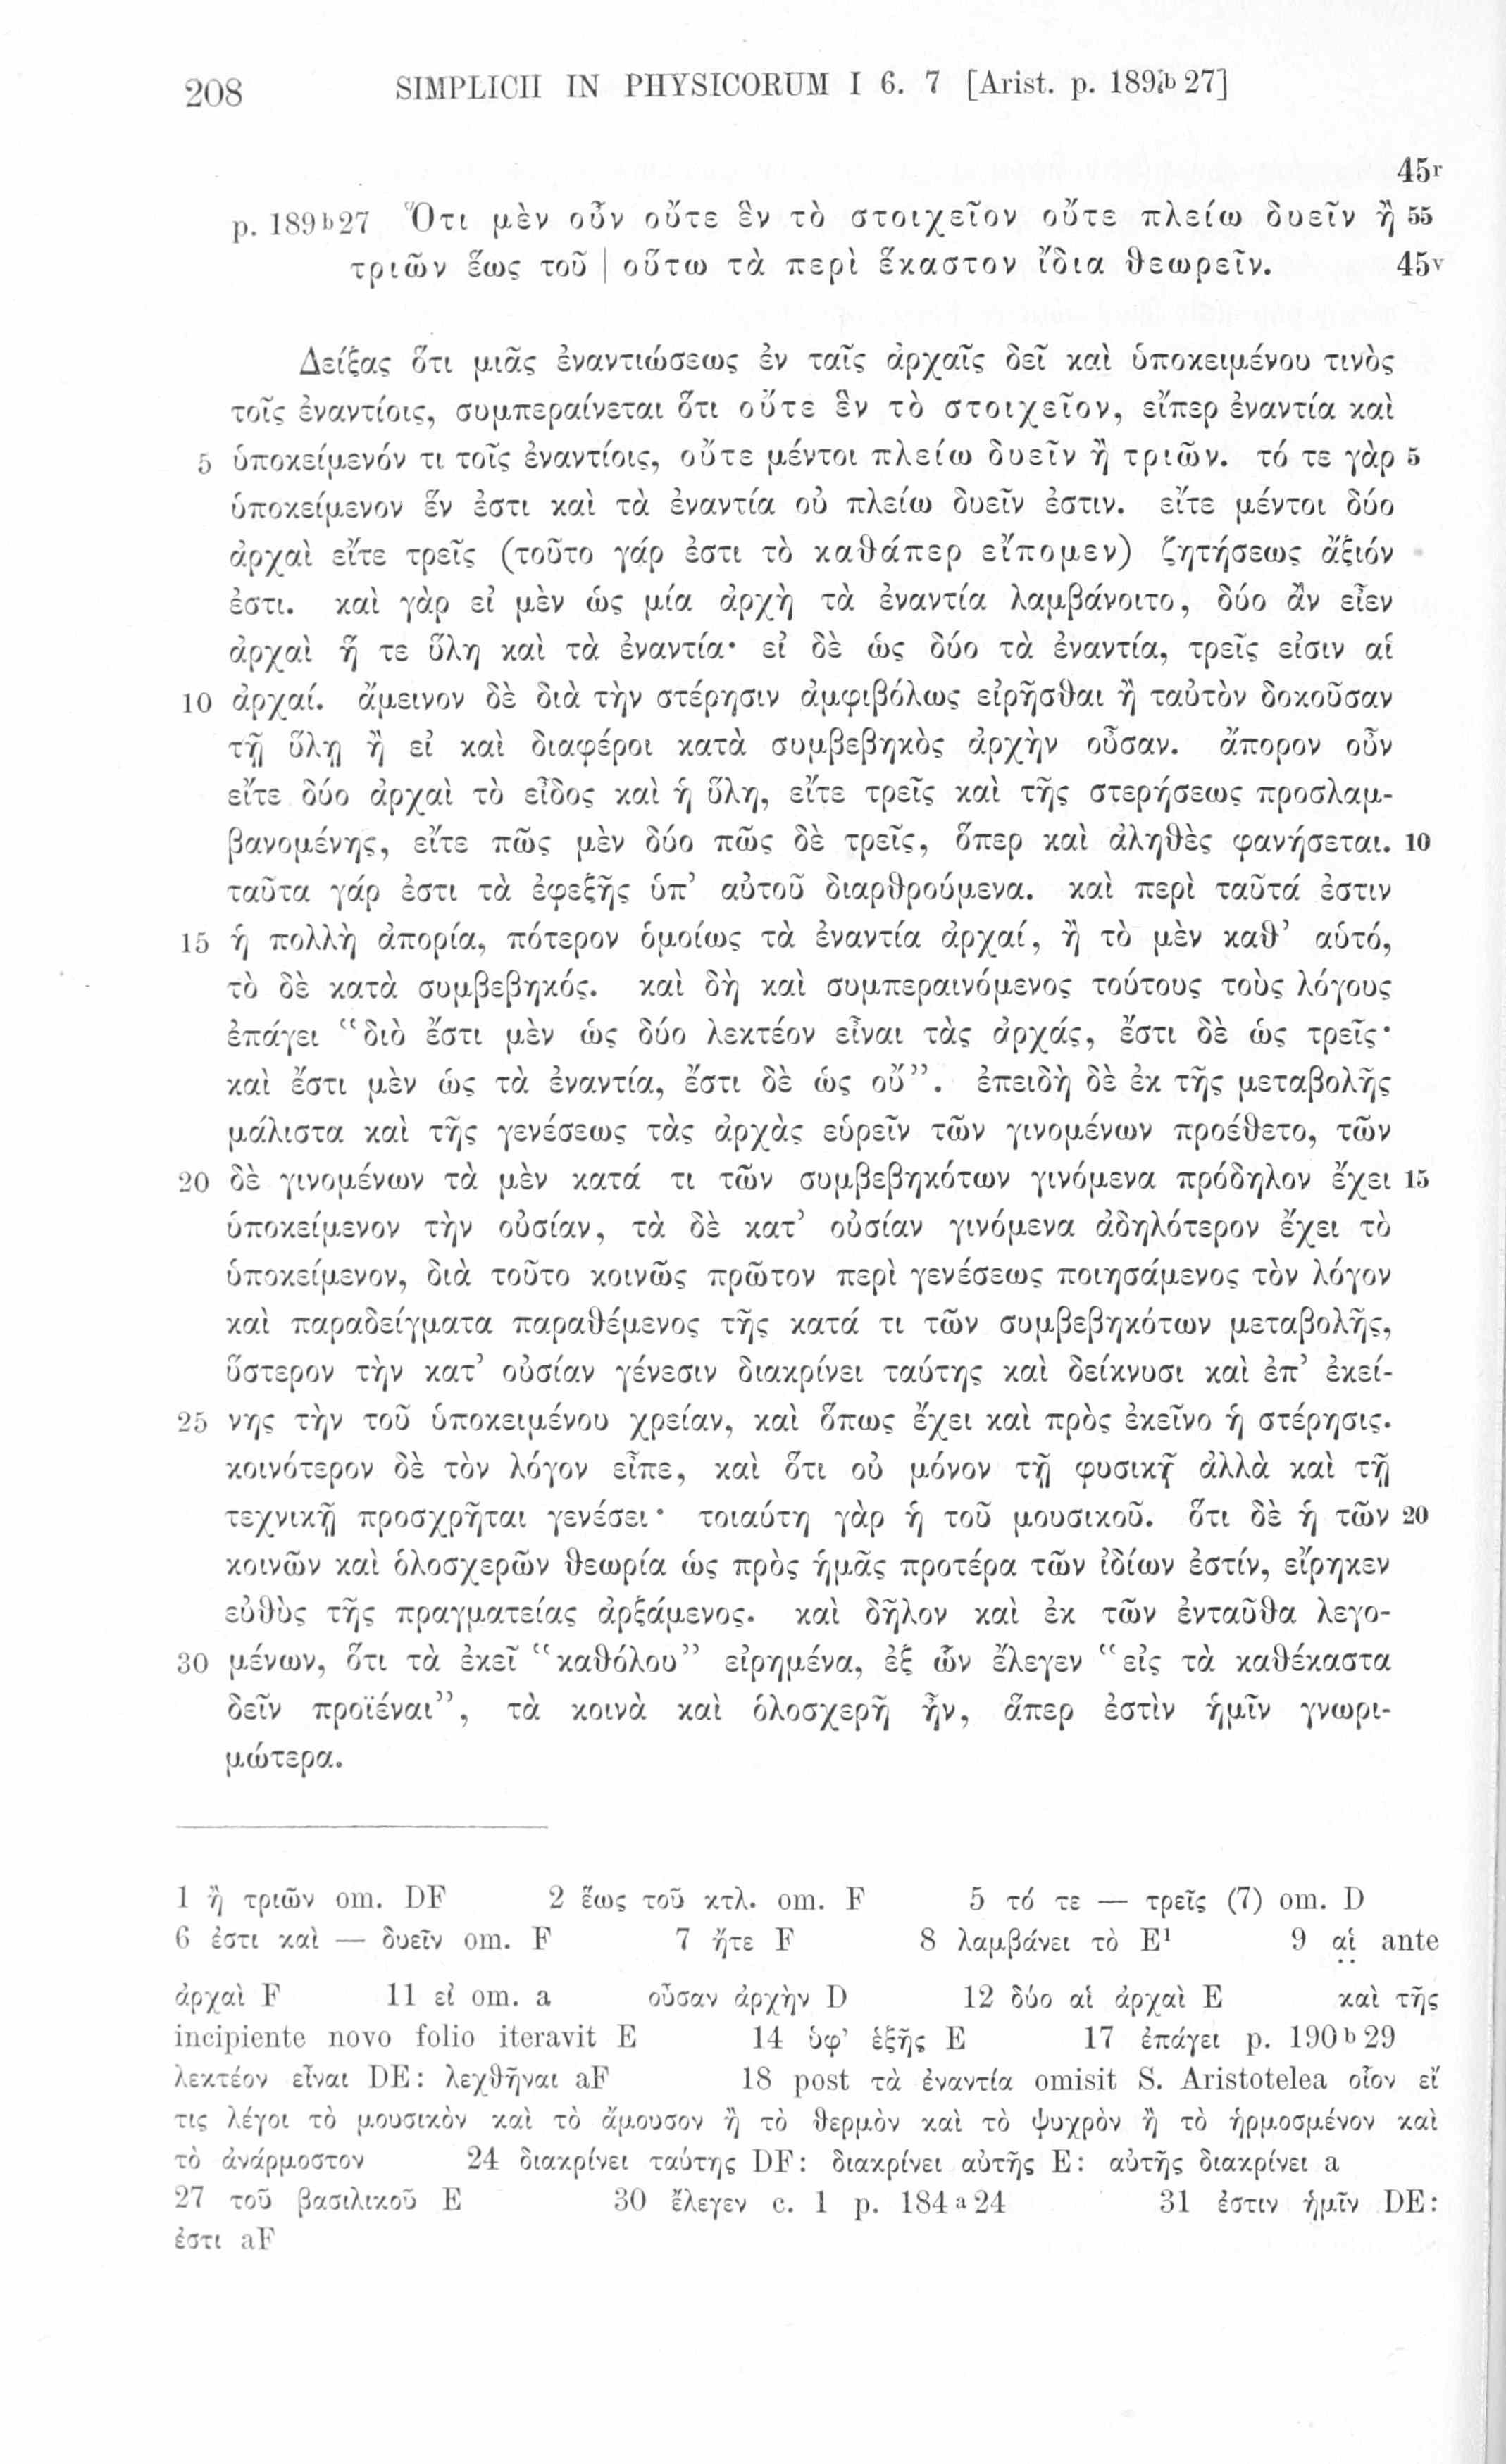 208 SIMPLICII IN PHYSICORUM I 6. 7 [Arist. p. 189b27]
45r
p. 189b27 Ὅτι μὲν οὖν οὔτε ἓν τὸ στοιχεῖον οὔτε πλείω δυεῖν ἢ 55
τριῶν ἕως τοῦ | οὕτω τὰ περὶ ἕκαστον ἴδια θεωρεῖν. 45v
Δείξας ὅτι μιᾶς ἐναντιώσεως ἐν ταῖς ἀρχαῖς δεῖ καὶ ὑποκειμένου τινὸς
τοῖς ἐναντίοις, συμπεραίνεται ὅτι οὔτε ἓν τὸ στοιχεῖον, εἴπερ ἐναντία καὶ
5 ὑποκείμενόν τι τοῖς ἐναντίοις, οὔτε μέντοι πλείω δυεῖν ἢ τριῶν. τό τε γὰρ 5
ὑποκείμενον ἕν ἐστι καὶ τὰ ἐναντία οὐ πλείω δυεῖν ἐστιν. εἴτε μέντοι δύο
ἀρχαὶ εἴτε τρεῖς (τοῦτο γάρ ἐστι τὸ καθάπερ εἴπομεν) ζητήσεως ἄξιόν
ἐστι. καὶ γὰρ εἰ μὲν ὡς μία ἀρχὴ τὰ ἐναντία λαμβάνοιτο, δύο ἂν εἶεν
ἀρχαὶ ἥ τε ὕλη καὶ τὰ ἐναντία· εἰ δὲ ὡς δύο τὰ ἐναντία, τρεῖς εἰσιν αἱ
10 ἀρχαί. ἄμεινον δὲ διὰ τὴν στέρησιν ἀμφιβόλως εἰρῆσθαι ἢ ταὐτὸν δοκοῦσαν
τῇ ὕλῃ ἢ εἰ καὶ διαφέροι κατὰ συμβεβηκὸς ἀρχὴν οὖσαν. ἄπορον οὖν
εἴτε δύο ἀρχαὶ τὸ εἶδος καὶ ἡ ὕλη, εἴτε τρεῖς καὶ τῆς στερήσεως προσλαμ-
βανομένης, εἴτε πῶς μὲν δύο πῶς δὲ τρεῖς, ὅπερ καὶ ἀληθὲς φανήσεται. 10
ταῦτα γάρ ἐστι τὰ ἐφεξῆς ὑπ’ αὐτοῦ διαρθρούμενα. καὶ περὶ ταῦτά ἐστιν
15 ἡ πολλὴ ἀπορία, πότερον ὁμοίως τὰ ἐναντία ἀρχαί, ἢ τὸ μὲν καθ’ αὑτό,
τὸ δὲ κατὰ συμβεβηκός. καὶ δὴ καὶ συμπεραινόμενος τούτους τοὺς λόγους
ἐπάγει “διὸ ἔστι μὲν ὡς δύο λεκτέον εἶναι τὰς ἀρχάς, ἔστι δὲ ὡς τρεῖς·
καὶ ἔστι μὲν ὡς τὰ ἐναντία, ἔστι δὲ ὡς οὔ”. ἐπειδὴ δὲ ἐκ τῆς μεταβολῆς
μάλιστα καὶ τῆς γενέσεως τὰς ἀρχὰς εὑρεῖν τῶν γινομένων προέθετο, τῶν
20 δὲ γινομένων τὰ μὲν κατά τι τῶν συμβεβηκότων γινόμενα πρόδηλον ἔχει 15
ὑποκείμενον τὴν οὐσίαν, τὰ δὲ κατ’ οὐσίαν γινόμενα ἀδηλότερον ἔχει τὸ
ὑποκείμενον, διὰ τοῦτο κοινῶς πρῶτον περὶ γενέσεως ποιησάμενος τὸν λόγον
καὶ παραδείγματα παραθέμενος τῆς κατά τι τῶν συμβεβηκότων μεταβολῆς,
ὕστερον τὴν κατ’ οὐσίαν γένεσιν διακρίνει ταύτης καὶ δείκνυσι καὶ ἐπ’ ἐκεί-
25 νης τὴν τοῦ ὑποκειμένου χρείαν, καὶ ὅπως ἔχει καὶ πρὸς ἐκεῖνο ἡ στέρησις.
κοινότερον δὲ τὸν λόγον εἶπε, καὶ ὅτι οὐ μόνον τῇ φυσικῇ ἀλλὰ καὶ τῇ
τεχνικῇ προσχρῆται γενέσει· τοιαύτη γὰρ ἡ τοῦ μουσικοῦ. ὅτι δὲ ἡ τῶν 20
κοινῶν καὶ ὁλοσχερῶν θεωρία ὡς πρὸς ἡμᾶς προτέρα τῶν ἰδίων ἐστίν, εἴρηκεν
εὐθὺς τῆς πραγματείας ἀρξάμενος. καὶ δῆλον καὶ ἐκ τῶν ἐνταῦθα λεγο-
30 μένων, ὅτι τὰ ἐκεῖ “καθόλου” εἰρημένα, ἐξ ὧν ἔλεγεν “εἰς τὰ καθέκαστα
δεῖν προϊέναι”, τὰ κοινὰ καὶ ὁλοσχερῆ ἦν, ἅπερ ἐστὶν ἡμῖν γνωρι-
μώτερα.
1 ἢ τριῶν om. DF 2 ἕως τοῦ κτλ. om. F 5 τό τε — τρεῖς (7) om. D
6 ἐστι καὶ — δυεῖν om. F 7 ἤτε F 8 λαμβάνει τὸ E¹ 9 αἱ ante
ἀρχαὶ F 11 εἰ om. a οὖσαν ἀρχὴν D 12 δύο αἱ ἀρχαὶ E καὶ τῆς
incipiente novo folio iteravit E 14 ὑφ’ ἑξῆς E 17 ἐπάγει p. 190b29
λεκτέον εἶναι DE: λεχθῆναι aF 18 post τὰ ἐναντία omisit S. Aristotelea οἷον εἴ
τις λέγοι τὸ μουσικὸν καὶ τὸ ἄμουσον ἢ τὸ θερμὸν καὶ τὸ ψυχρὸν ἢ τὸ ἡρμοσμένον καὶ
τὸ ἀνάρμοστον 24 διακρίνει ταύτης DF: διακρίνει αὐτῆς E: αὐτῆς διακρίνει a
27 τοῦ βασιλικοῦ E 30 ἔλεγεν c. 1 p. 184a24 31 ἐστιν ἡμῖν DE:
ἐστι aF